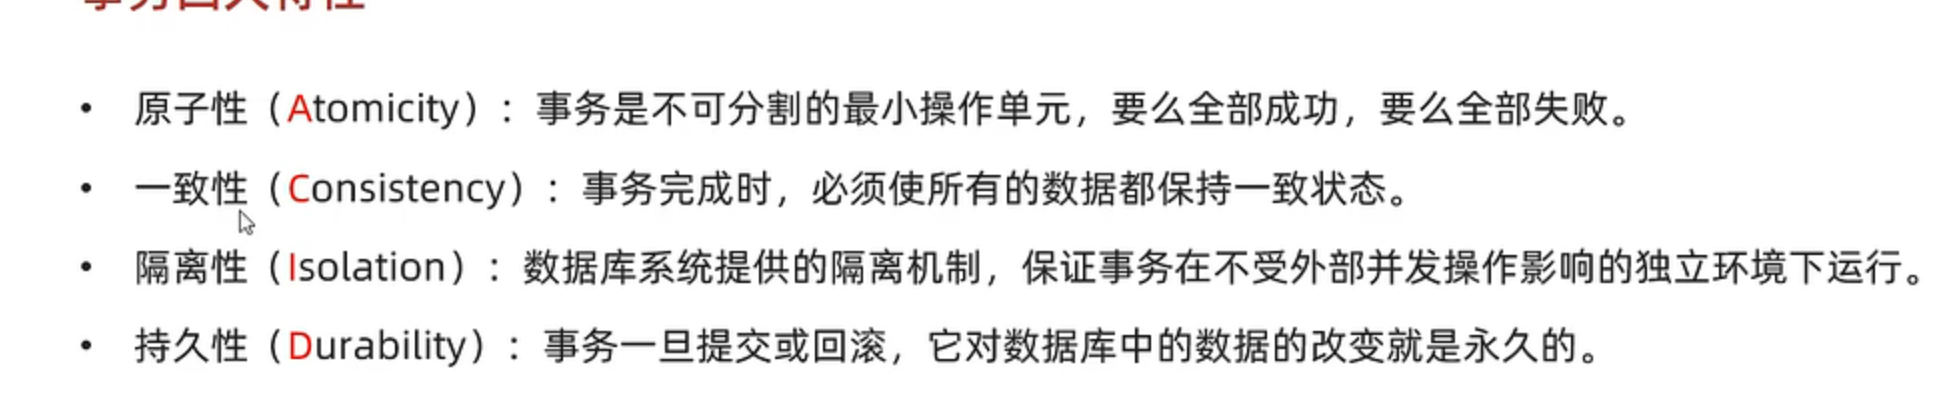 事务四大特性
• 原子性（Atomicity）：事务是不可分割的最小操作单元，要么全部成功，要么全部失败。
• 一致性（Consistency）：事务完成时，必须使所有的数据都保持一致状态。
• 隔离性（Isolation）：数据库系统提供的隔离机制，保证事务在不受外部并发操作影响的独立环境下运行。
• 持久性（Durability）：事务一旦提交或回滚，它对数据库中的数据的改变就是永久的。